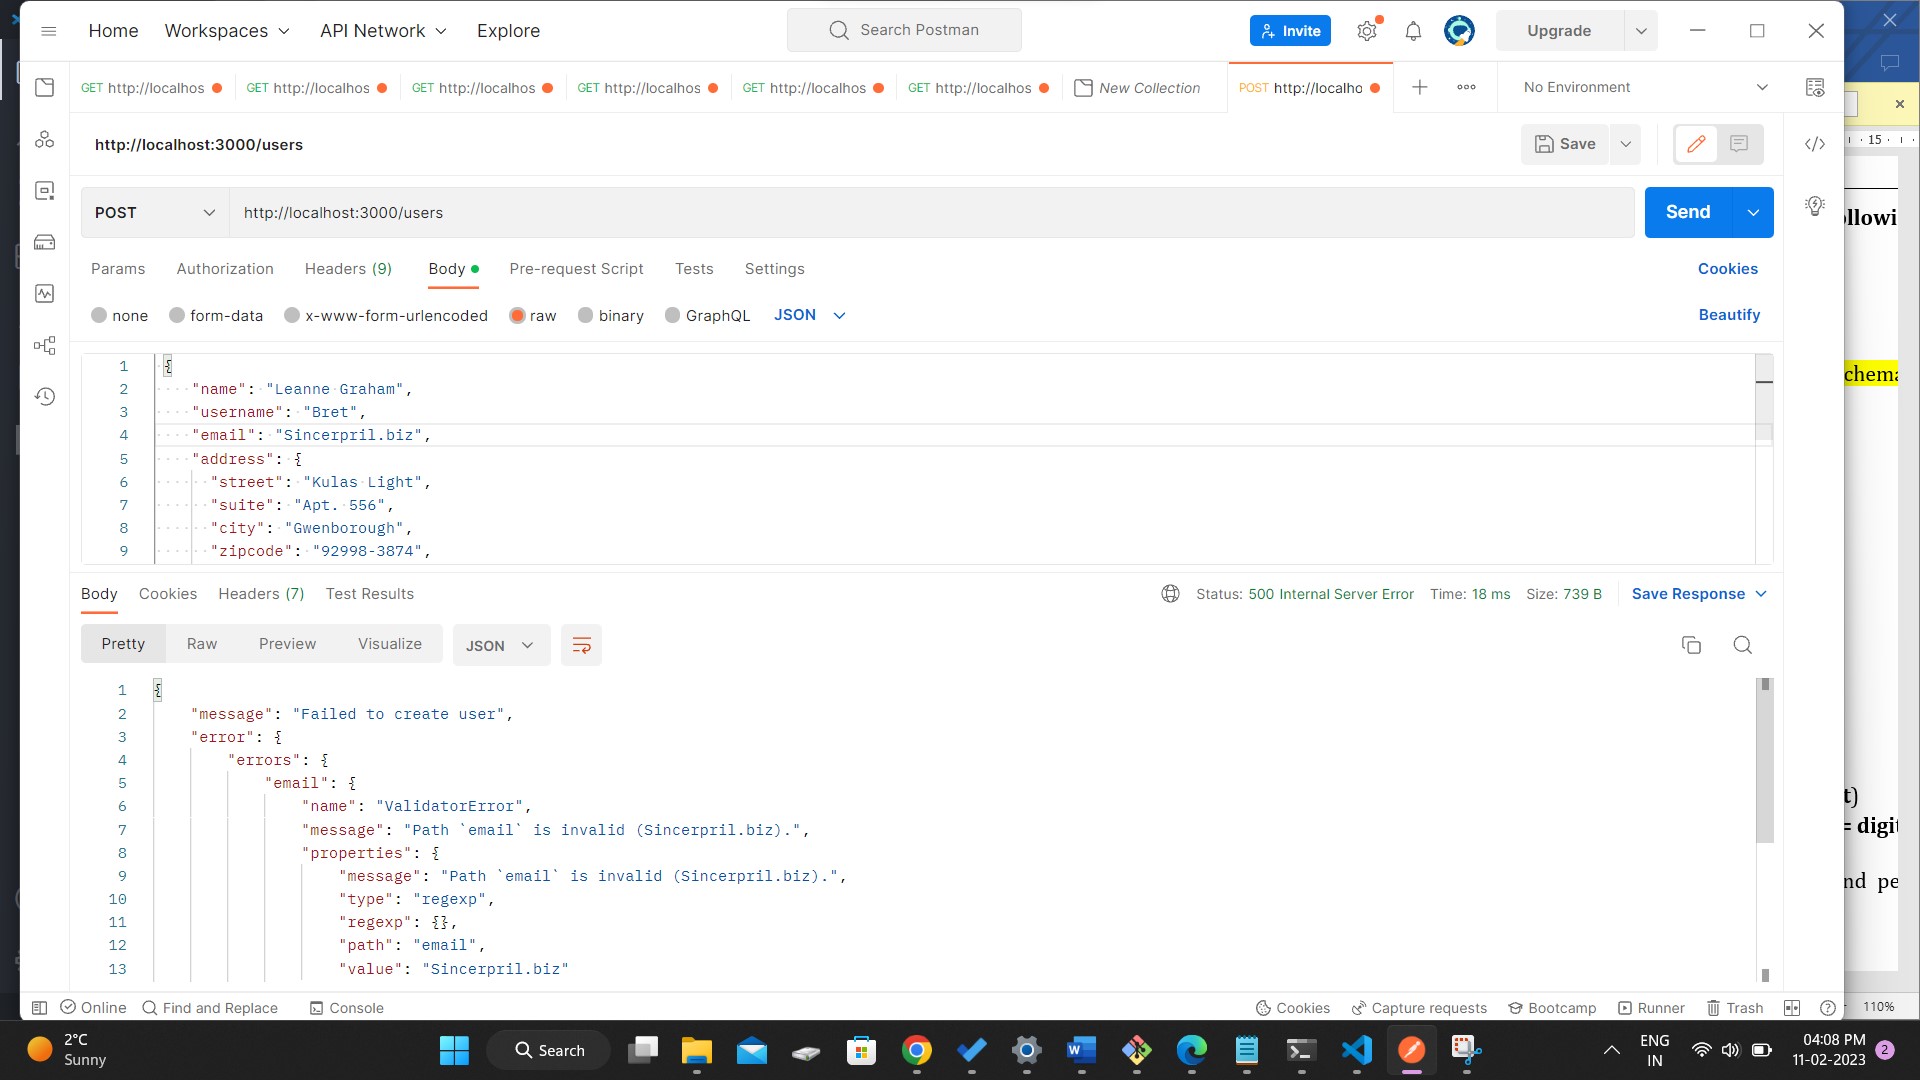 Home Workspaces API Network Explore Search Postman Invite Upgrade
GET http://localhos GET http://localhos GET http://localhos GET http://localhos GET http://localhos GET http://localhos New Collection POST http://localho No Environment
http://localhost:3000/users Save
POST http://localhost:3000/users Send
Params Authorization Headers (9) Body Pre-request Script Tests Settings Cookies
none form-data x-www-form-urlencoded raw binary GraphQL JSON Beautify
1 {
2 "name": "Leanne Graham",
3 "username": "Bret",
4 "email": "Sincerpril.biz",
5 "address": {
6 "street": "Kulas Light",
7 "suite": "Apt. 556",
8 "city": "Gwenborough",
9 "zipcode": "92998-3874",
Body Cookies Headers (7) Test Results Status: 500 Internal Server Error Time: 18 ms Size: 739 B Save Response
Pretty Raw Preview Visualize JSON
1 {
2 "message": "Failed to create user",
3 "error": {
4 "errors": {
5 "email": {
6 "name": "ValidatorError",
7 "message": "Path `email` is invalid (Sincerpril.biz).",
8 "properties": {
9 "message": "Path `email` is invalid (Sincerpril.biz).",
10 "type": "regexp",
11 "regexp": {},
12 "path": "email",
13 "value": "Sincerpril.biz"
Online Find and Replace Console Cookies Capture requests Bootcamp Runner Trash
15
llowi
chema
t)
= digit
nd pe
110%
2°C
Sunny
Search
ENG
IN
04:08 PM
11-02-2023
2